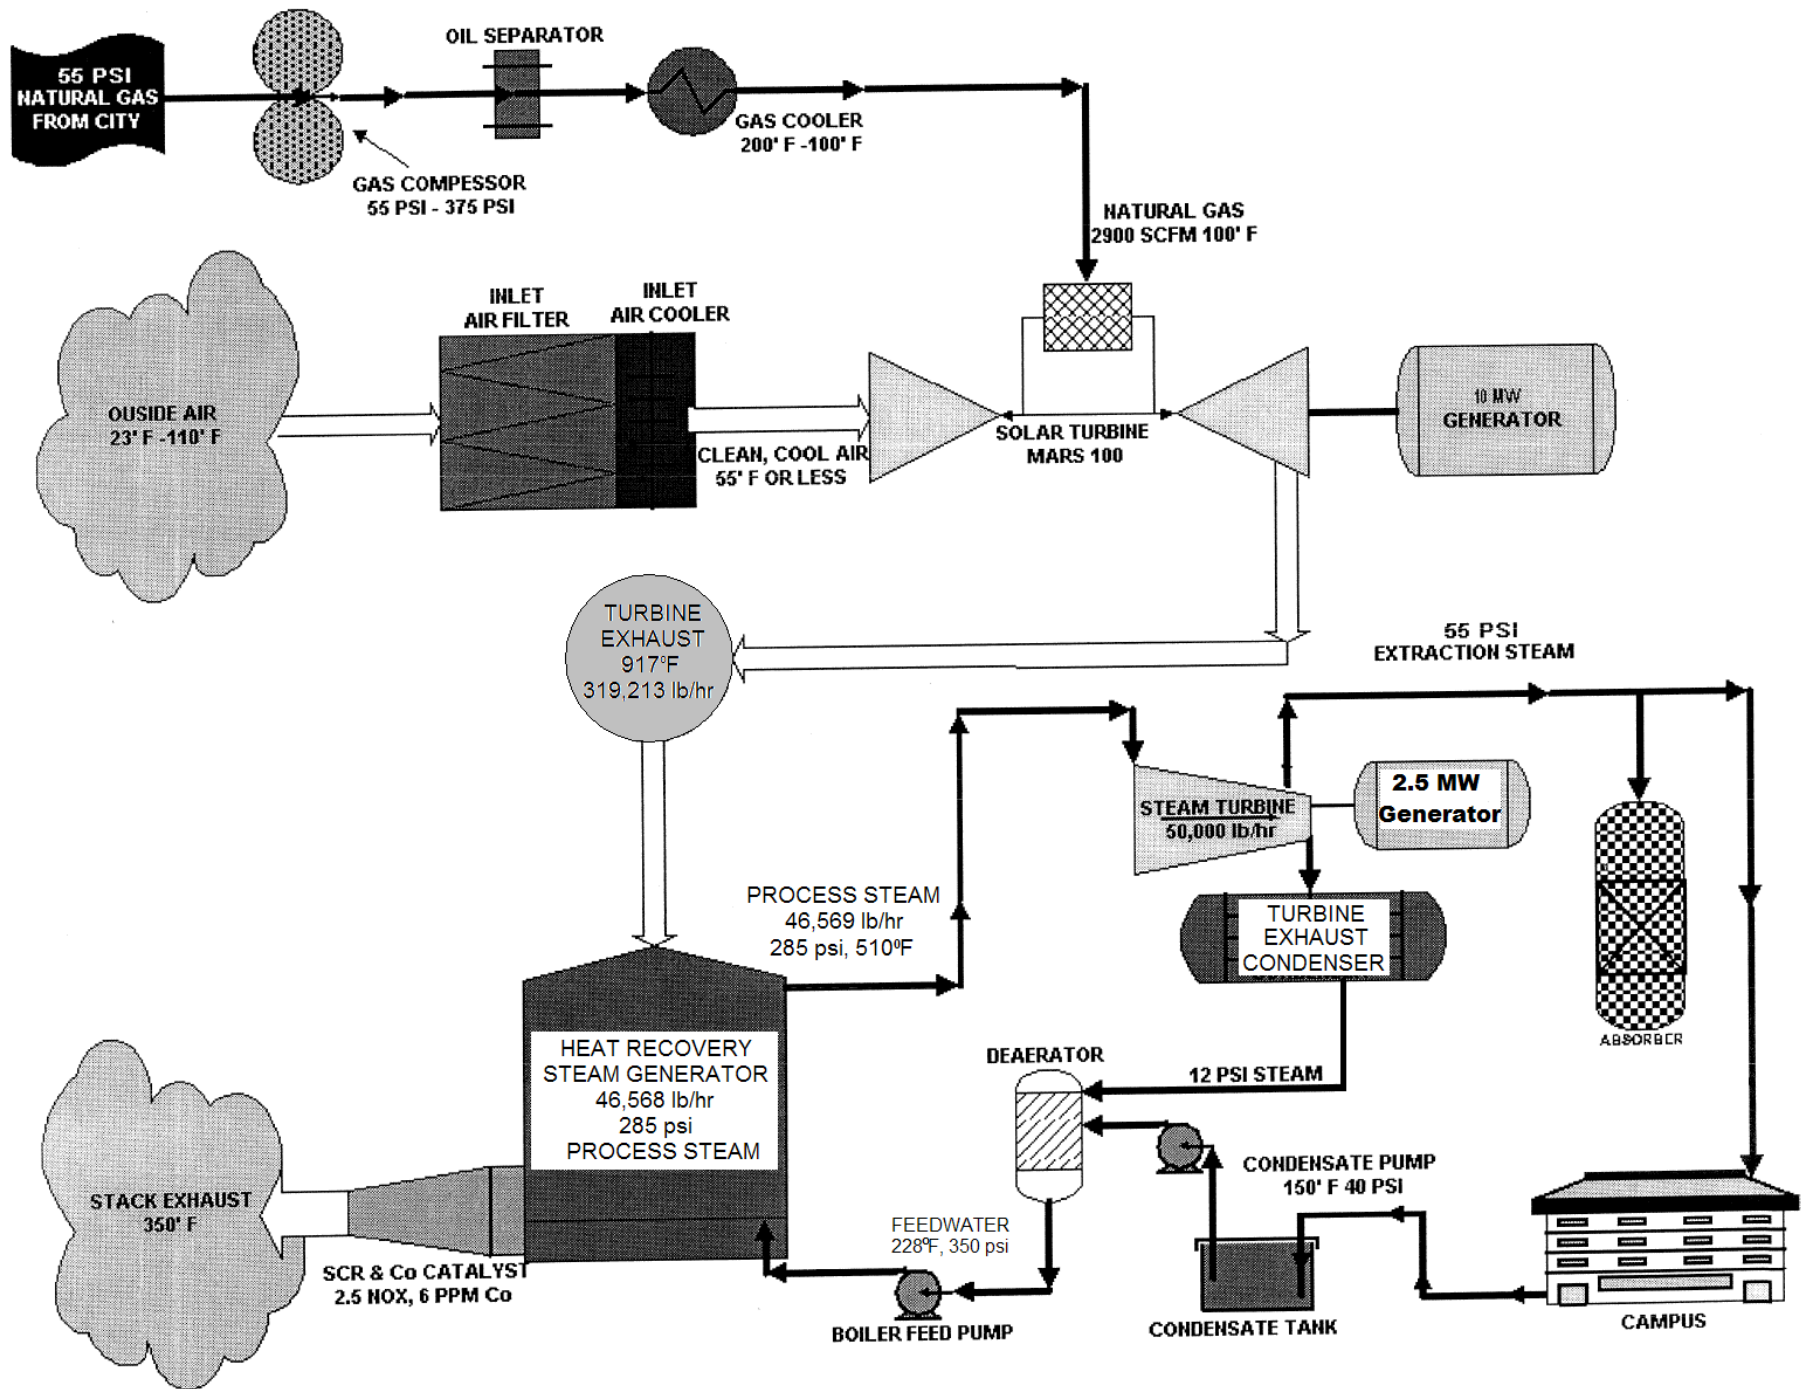 55 PSI
NATURAL GAS
FROM CITY
OIL SEPARATOR
GAS COOLER
200' F -100' F
GAS COMPESSOR
55 PSI - 375 PSI
NATURAL GAS
2900 SCFM 100' F
OUSIDE AIR
23' F -110' F
INLET
AIR FILTER
INLET
AIR COOLER
CLEAN, COOL AIR
55' F OR LESS
SOLAR TURBINE
MARS 100
10 MW
GENERATOR
TURBINE
EXHAUST
917ºF
319,213 lb/hr
55 PSI
EXTRACTION STEAM
STEAM TURBINE
50,000 lb/hr
2.5 MW
Generator
PROCESS STEAM
46,569 lb/hr
285 psi, 510ºF
TURBINE
EXHAUST
CONDENSER
ABSORBER
HEAT RECOVERY
STEAM GENERATOR
46,568 lb/hr
285 psi
PROCESS STEAM
DEAERATOR
12 PSI STEAM
CONDENSATE PUMP
150' F 40 PSI
STACK EXHAUST
350' F
FEEDWATER
228ºF, 350 psi
SCR & Co CATALYST
2.5 NOX, 6 PPM Co
BOILER FEED PUMP
CONDENSATE TANK
CAMPUS